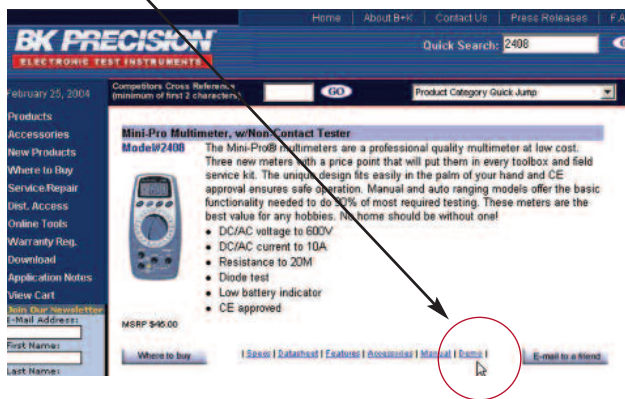 Home | About B+K | Contact Us | Press Releases | F.A
BK PRECISION
ELECTRONIC TEST INSTRUMENTS
Quick Search: 2408
February 25, 2004
Competitors Cross Reference
(minimum of first 2 characters)
GO
Product Category Quick Jump
Products
Accessories
New Products
Where to Buy
Service/Repair
Dist. Access
Online Tools
Warranty Reg.
Download
Application Notes
View Cart
Join Our Newsletter
E-Mail Address:
First Name:
Last Name:
Mini-Pro Multimeter, w/Non-Contact Tester
Model#2408
The Mini-Pro® multimeters are a professional quality multimeter at low cost.
Three new meters with a price point that will put them in every toolbox and field
service kit. The unique design fits easily in the palm of your hand and CE
approval ensures safe operation. Manual and auto ranging models offer the basic
functionality needed to do 90% of most required testing. These meters are the
best value for any hobbies. No home should be without one!
• DC/AC voltage to 600V
• DC/AC current to 10A
• Resistance to 20M
• Diode test
• Low battery indicator
• CE approved
MSRP $45.00
Where to buy
| Specs | Datasheet | Features | Accessories | Manual | Demo |
E-mail to a friend